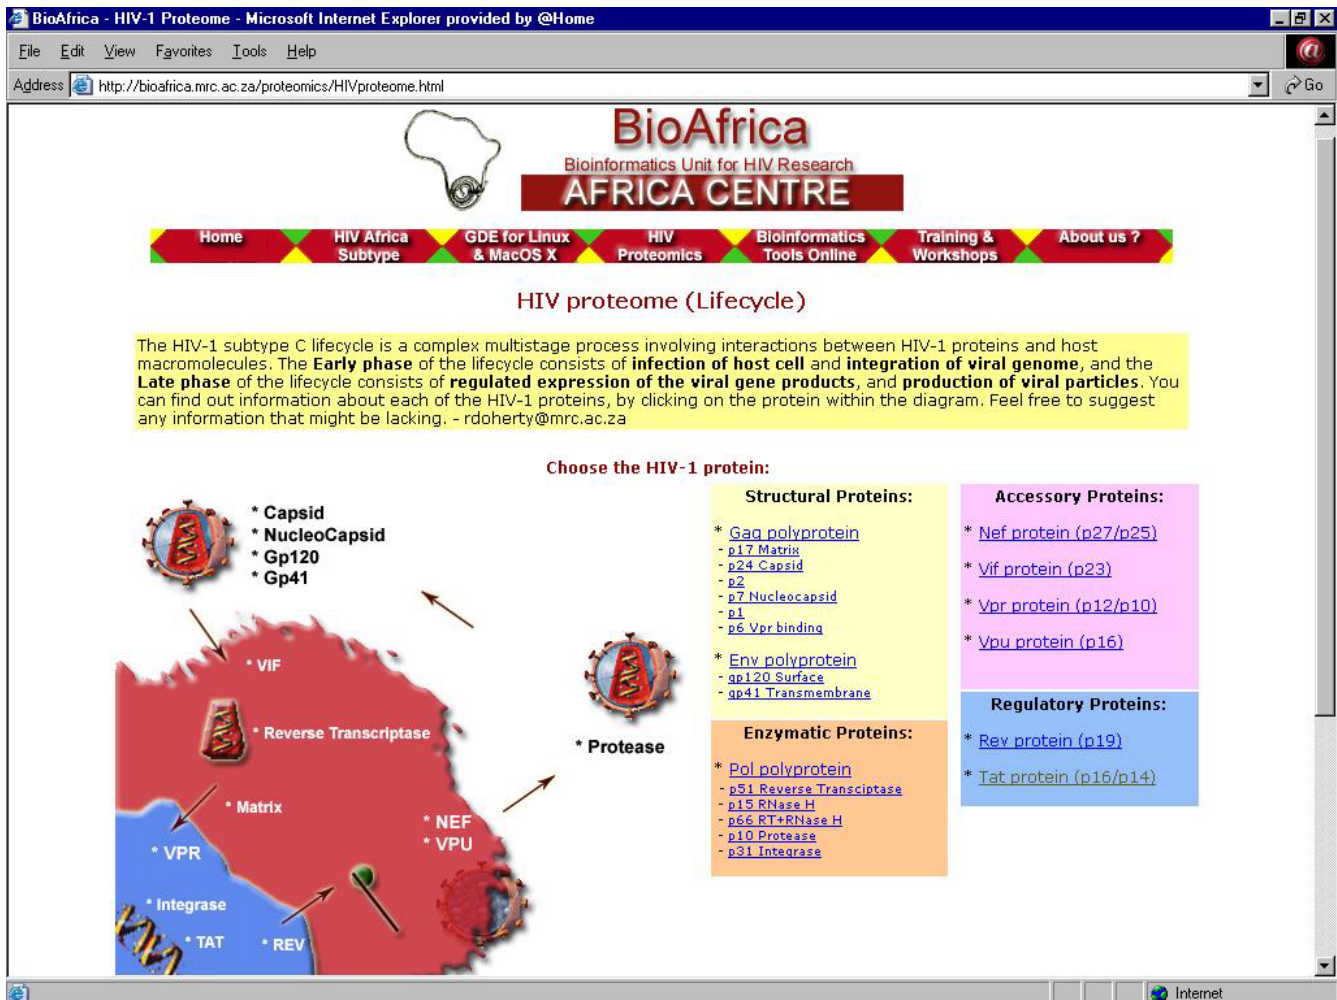 BioAfrica - HIV-1 Proteome - Microsoft Internet Explorer provided by @Home
File Edit View Favorites Tools Help
Address http://bioafrica.mrc.ac.za/proteomics/HIVproteome.html Go
BioAfrica
Bioinformatics Unit for HIV Research
AFRICA CENTRE
Home
HIV Africa
Subtype
GDE for Linux
& MacOS X
HIV
Proteomics
Bioinformatics
Tools Online
Training &
Workshops
About us ?
HIV proteome (Lifecycle)
The HIV-1 subtype C lifecycle is a complex multistage process involving interactions between HIV-1 proteins and host
macromolecules. The Early phase of the lifecycle consists of infection of host cell and integration of viral genome, and the
Late phase of the lifecycle consists of regulated expression of the viral gene products, and production of viral particles. You
can find out information about each of the HIV-1 proteins, by clicking on the protein within the diagram. Feel free to suggest
any information that might be lacking. - rdoherty@mrc.ac.za
Choose the HIV-1 protein:
* Capsid
* NucleoCapsid
* Gp120
* Gp41
* VIF
* Reverse Transcriptase
* Matrix
* VPR
* Integrase
* TAT
* REV
* NEF
* VPU
* Protease
Structural Proteins:
* Gag polyprotein
- p17 Matrix
- p24 Capsid
- p2
- p7 Nucleocapsid
- p1
- p6 Vpr binding
* Env polyprotein
- gp120 Surface
- gp41 Transmembrane
Enzymatic Proteins:
* Pol polyprotein
- p51 Reverse Transciptase
- p15 RNase H
- p66 RT+RNase H
- p10 Protease
- p31 Integrase
Accessory Proteins:
* Nef protein (p27/p25)
* Vif protein (p23)
* Vpr protein (p12/p10)
* Vpu protein (p16)
Regulatory Proteins:
* Rev protein (p19)
* Tat protein (p16/p14)
Internet